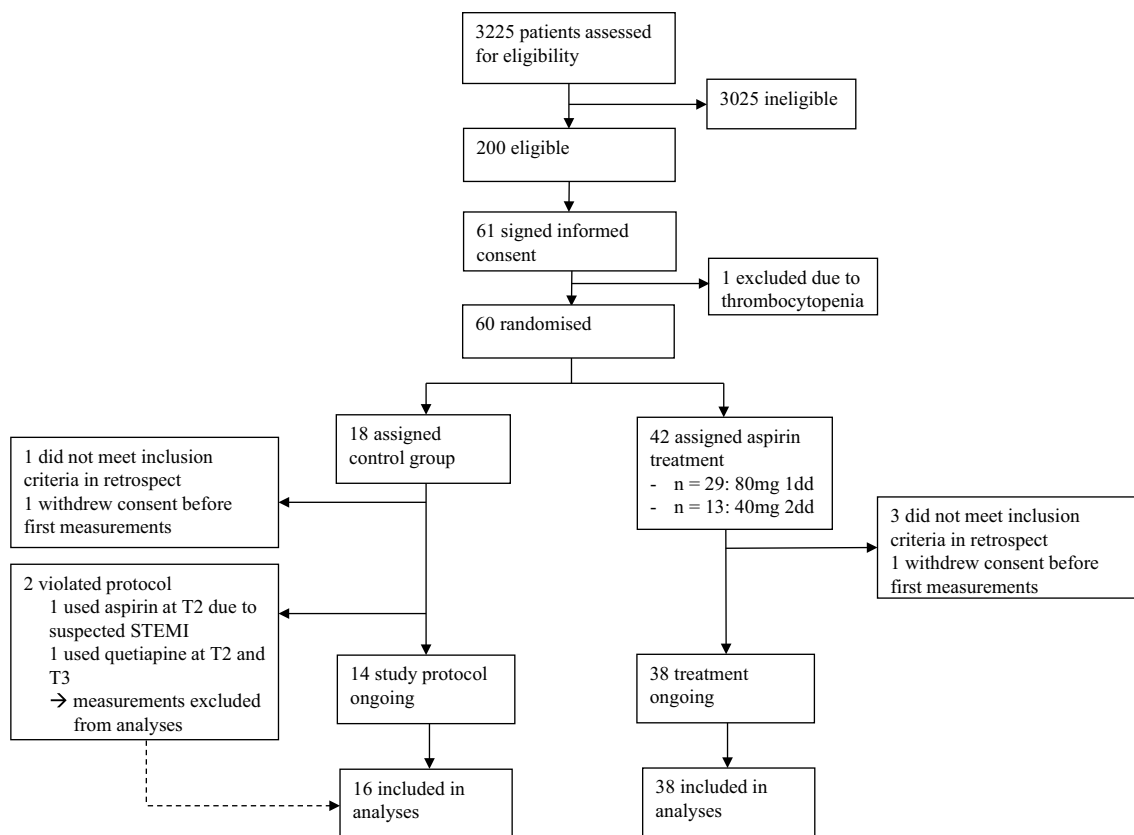 3225 patients assessed
for eligibility
3025 ineligible
200 eligible
61 signed informed
consent
1 excluded due to
thrombocytopenia
60 randomised
18 assigned
control group
42 assigned aspirin
treatment
- n = 29: 80mg 1dd
- n = 13: 40mg 2dd
1 did not meet inclusion
criteria in retrospect
1 withdrew consent before
first measurements
3 did not meet inclusion
criteria in retrospect
1 withdrew consent before
first measurements
2 violated protocol
1 used aspirin at T2 due to
suspected STEMI
1 used quetiapine at T2 and
T3
→ measurements excluded
from analyses
14 study protocol
ongoing
38 treatment
ongoing
16 included in
analyses
38 included in
analyses